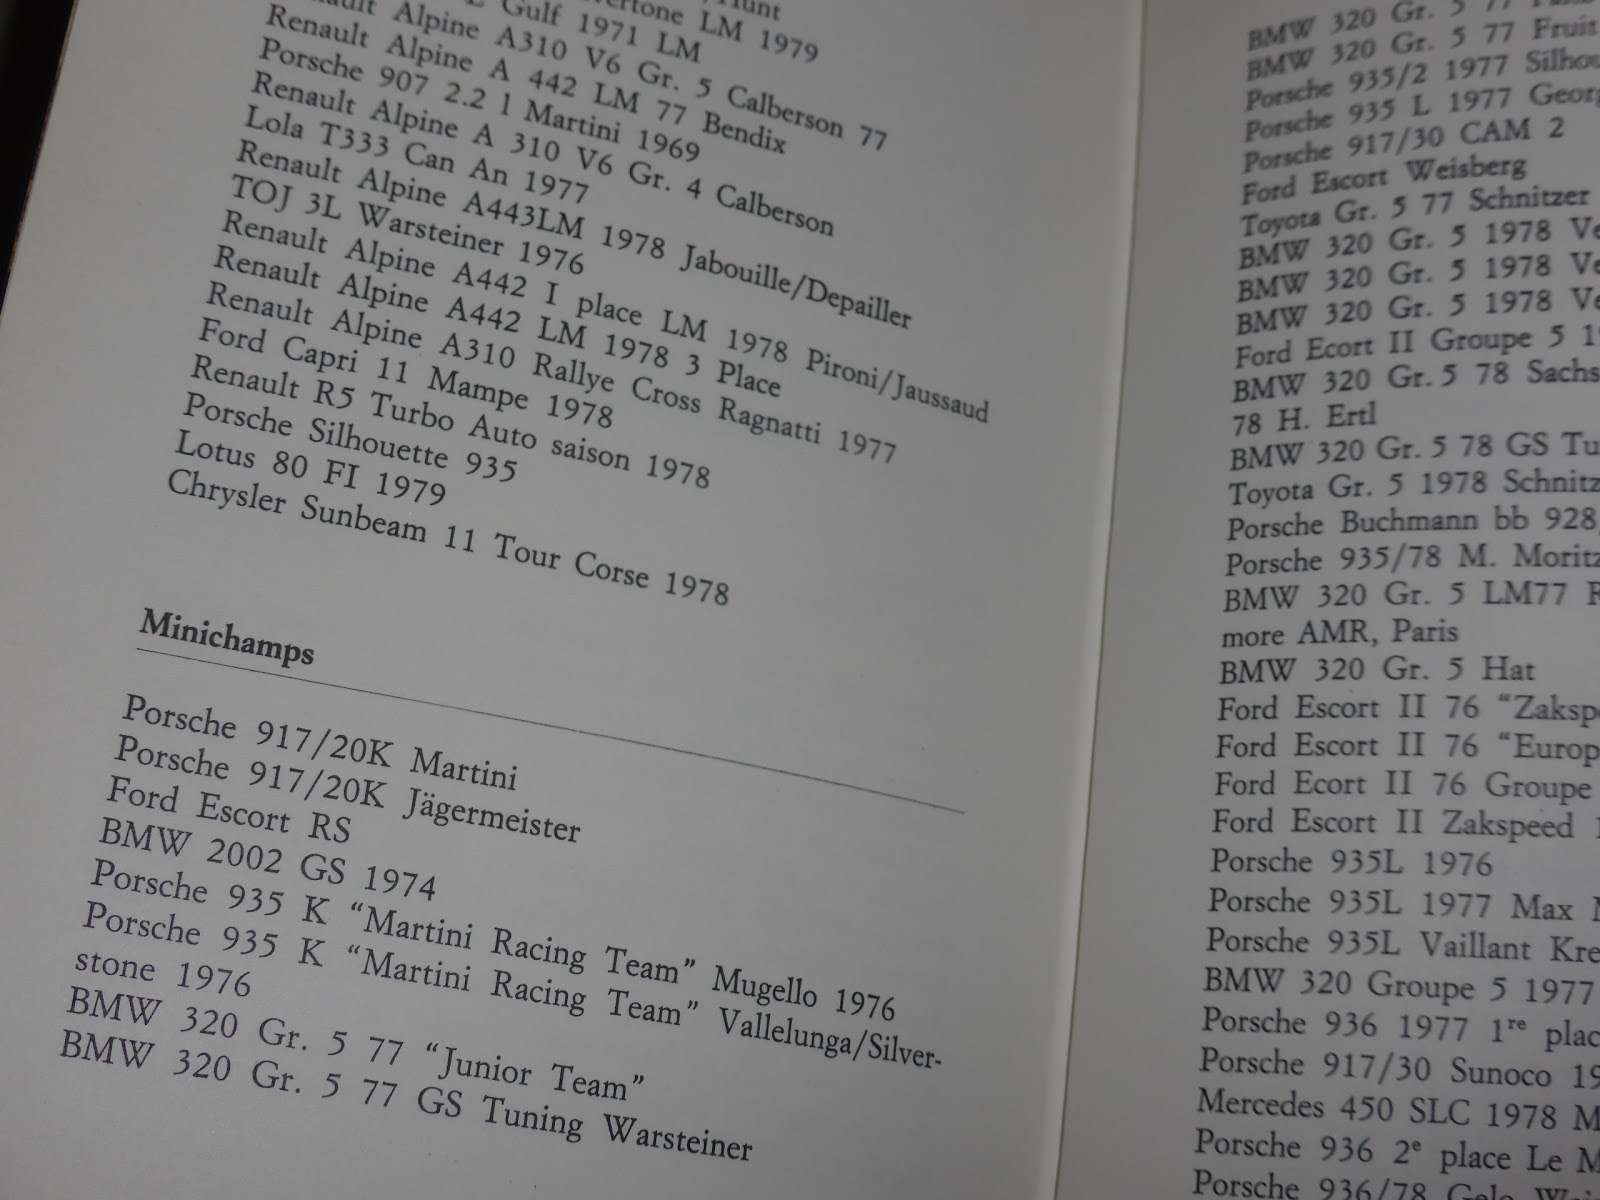 Hunt
LM 1979
Gulf 1971 LM
Alpine A310 V6 Gr. 5 Calberson 77
Renault Alpine A 442 LM 77 Bendix
Porsche 907 2.2 l Martini 1969
Renault Alpine A 310 V6 Gr. 4 Calberson
Lola T333 Can An 1977
Renault Alpine A443LM 1978 Jabouille/Depailler
TOJ 3L Warsteiner 1976
Renault Alpine A442 I place LM 1978 Pironi/Jaussaud
Renault Alpine A442 LM 1978 3 Place
Renault Alpine A310 Rallye Cross Ragnatti 1977
Ford Capri 11 Mampe 1978
Renault R5 Turbo Auto saison 1978
Porsche Silhouette 935
Lotus 80 FI 1979
Chrysler Sunbeam 11 Tour Corse 1978
Minichamps
Porsche 917/20K Martini
Porsche 917/20K Jägermeister
Ford Escort RS
BMW 2002 GS 1974
Porsche 935 K “Martini Racing Team” Mugello 1976
Porsche 935 K “Martini Racing Team” Vallelunga/Silver-
stone 1976
BMW 320 Gr. 5 77 “Junior Team”
BMW 320 Gr. 5 77 GS Tuning Warsteiner
BMW 320 Gr. 5 77
BMW 320 Gr. 5 77 Fruit
Porsche 935/2 1977
Porsche 935 L 1977
Porsche 917/30 CAM 2
Ford Escort Weisberg
Toyota Gr. 5 77 Schnitzer
BMW 320 Gr. 5 1978
BMW 320 Gr. 5 1978
BMW 320 Gr. 5 1978
Ford Ecort II Groupe 5
BMW 320 Gr. 5 78 Sachs
78 H. Ertl
BMW 320 Gr. 5 78 GS
Toyota Gr. 5 1978
Porsche Buchmann bb 928
Porsche 935/78 M.
BMW 320 Gr. 5 LM77
more AMR, Paris
BMW 320 Gr. 5 Hat
Ford Escort II 76
Ford Escort II 76
Ford Ecort II 76 Groupe
Ford Escort II Zakspeed
Porsche 935L 1976
Porsche 935L 1977 Max
Porsche 935L Vaillant
BMW 320 Groupe 5 1977
Porsche 936 1977 1re
Porsche 917/30 Sunoco
Mercedes 450 SLC 1978
Porsche 936 2e place Le
Porsche 936/78